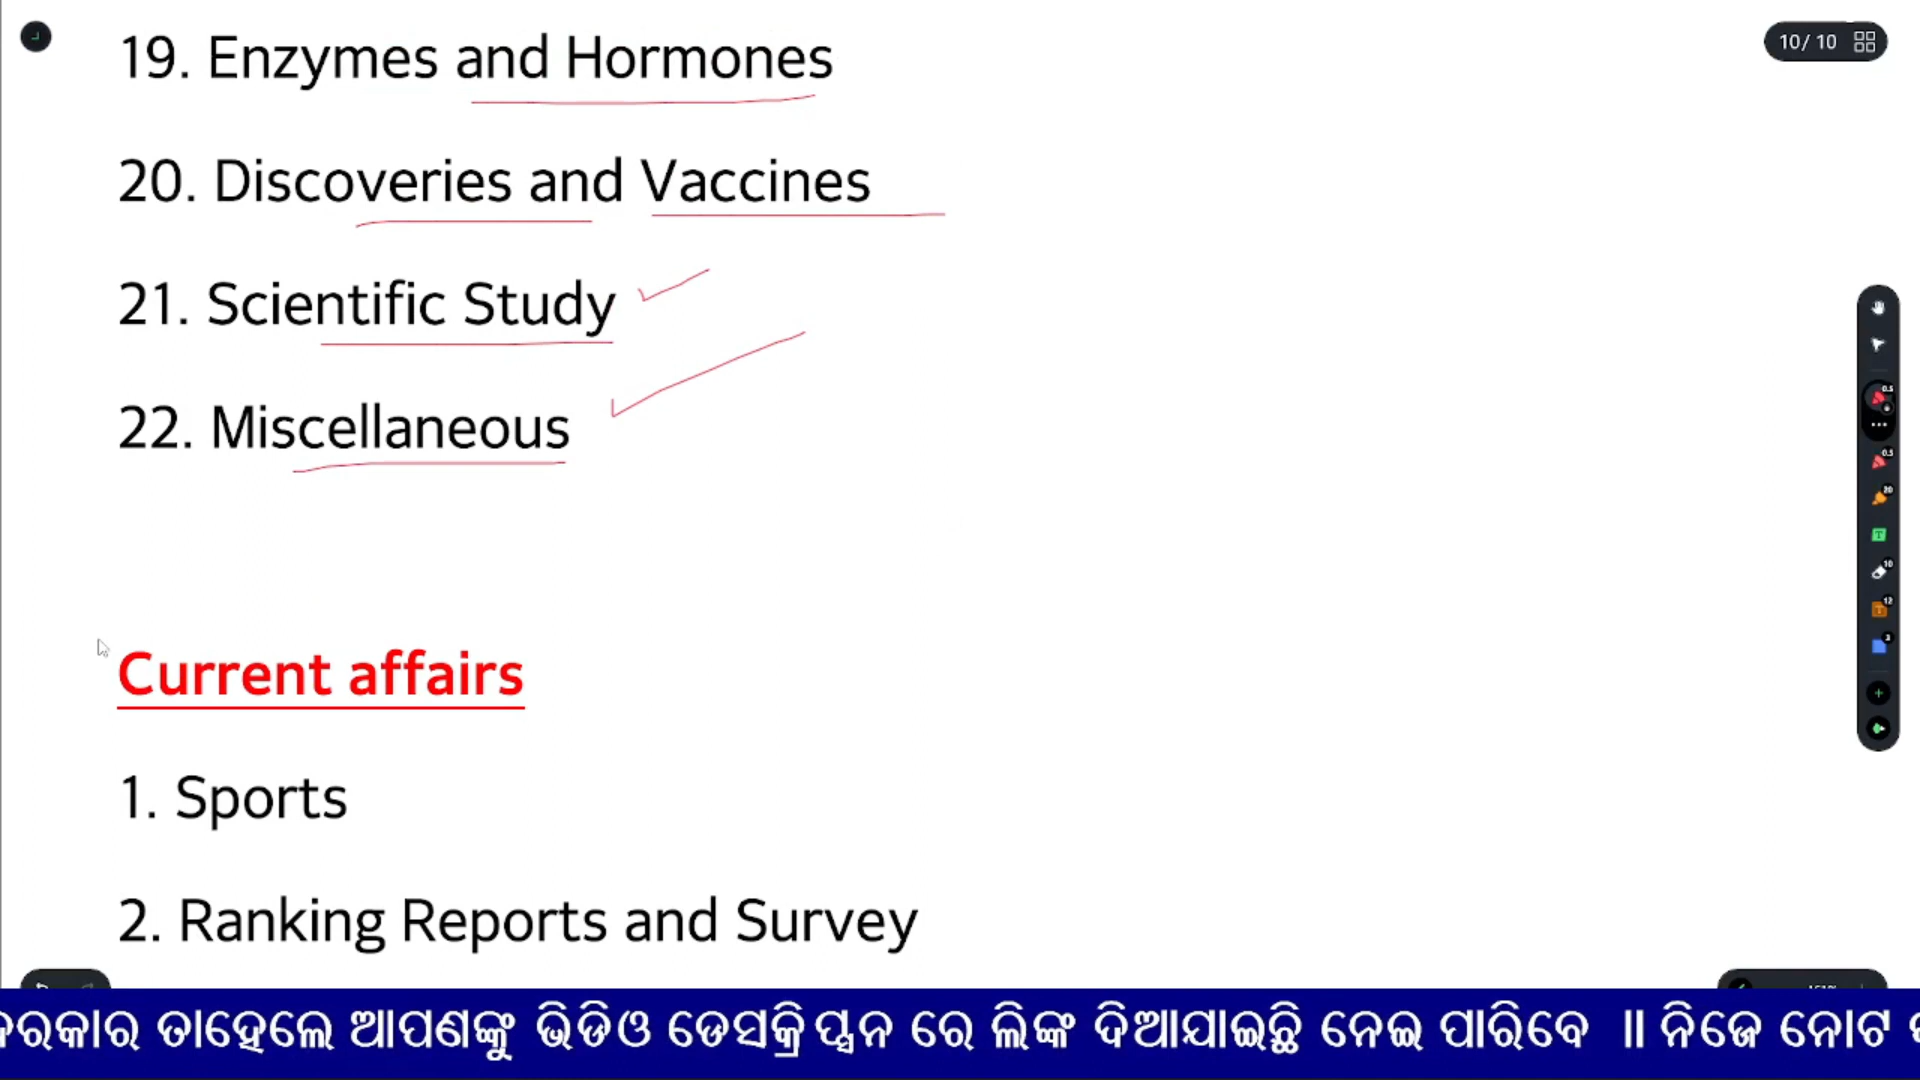 19. Enzymes and Hormones
10/ 10
20. Discoveries and Vaccines
21. Scientific Study
22. Miscellaneous
Current affairs
1. Sports
2. Ranking Reports and Survey
ତାହେଲେ ଆପଣଙ୍କୁ ଭିଡିଓ ଡେସକ୍ରିପ୍ସନ ରେ ଲିଙ୍କ ଦିଆଯାଇଛି ନେଇ ପାରିବେ ॥ ନିଜେ ନୋଟ